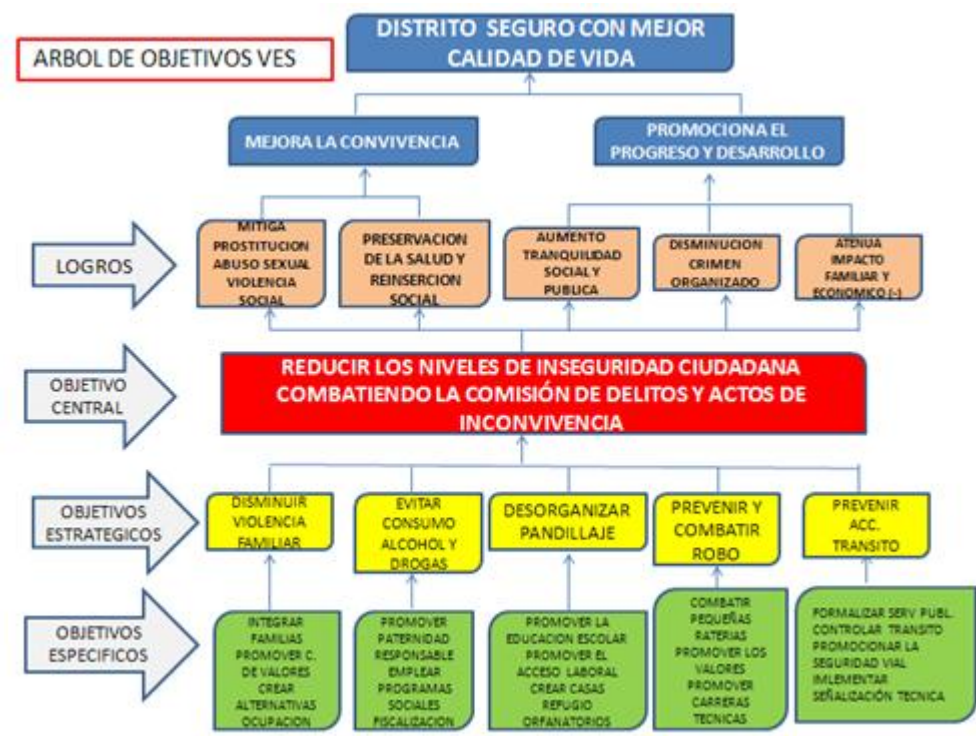 DISTRITO SEGURO CON MEJOR
CALIDAD DE VIDA
ARBOL DE OBJETIVOS VES
MEJORA LA CONVIVENCIA
PROMOCIONA EL
PROGRESO Y DESARROLLO
LOGROS
MITIGA
PROSTITUCION
ABUSO SEXUAL
VIOLENCIA
SOCIAL
PRESERVACION
DE LA SALUD Y
REINSERCION
SOCIAL
AUMENTO
TRANQUILIDAD
SOCIAL Y
PUBLICA
DISMINUCION
CRIMEN
ORGANIZADO
ATENUA
IMPACTO
FAMILIAR Y
ECONOMICO (-)
OBJETIVO
CENTRAL
REDUCIR LOS NIVELES DE INSEGURIDAD CIUDADANA
COMBATIENDO LA COMISIÓN DE DELITOS Y ACTOS DE
INCONVIVENCIA
OBJETIVOS
ESTRATEGICOS
DISMINUIR
VIOLENCIA
FAMILIAR
EVITAR
CONSUMO
ALCOHOL Y
DROGAS
DESORGANIZAR
PANDILLAJE
PREVENIR Y
COMBATIR
ROBO
PREVENIR
ACC.
TRANSITO
OBJETIVOS
ESPECIFICOS
INTEGRAR
FAMILIAS
PROMOVER C.
DE VALORES
CREAR
ALTERNATIVAS
OCUPACION
PROMOVER
PATERNIDAD
RESPONSABLE
EMPLEAR
PROGRAMAS
SOCIALES
FISCALIZACION
PROMOVER LA
EDUCACION ESCOLAR
PROMOVER EL
ACCESO LABORAL
CREAR CASAS
REFUGIO
ORFANATORIOS
COMBATIR
PEQUEÑAS
RATERIAS
PROMOVER LOS
VALORES
PROMOVER
CARRERAS
TECNICAS
FORMALIZAR SERV PUBL.
CONTROLAR TRANSITO
PROMOCIONAR LA
SEGURIDAD VIAL
IMLEMENTAR
SEÑALIZACIÓN TECNICA